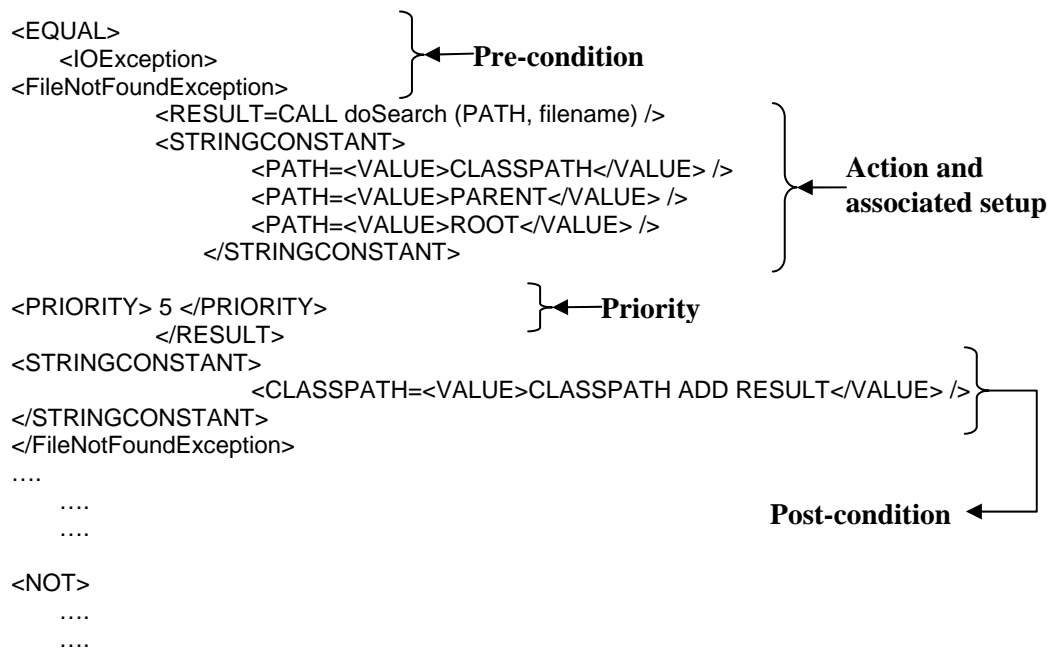 <EQUAL>
<IOException>
Pre-condition
<FileNotFoundException>
<RESULT=CALL doSearch (PATH, filename) />
<STRINGCONSTANT>
<PATH=<VALUE>CLASSPATH</VALUE> />
Action and
<PATH=<VALUE>PARENT</VALUE> />
associated setup
<PATH=<VALUE>ROOT</VALUE> />
</STRINGCONSTANT>
<PRIORITY> 5 </PRIORITY>
Priority
</RESULT>
<STRINGCONSTANT>
<CLASSPATH=<VALUE>CLASSPATH ADD RESULT</VALUE> />
</STRINGCONSTANT>
</FileNotFoundException>
….
….
Post-condition
….
<NOT>
….
….